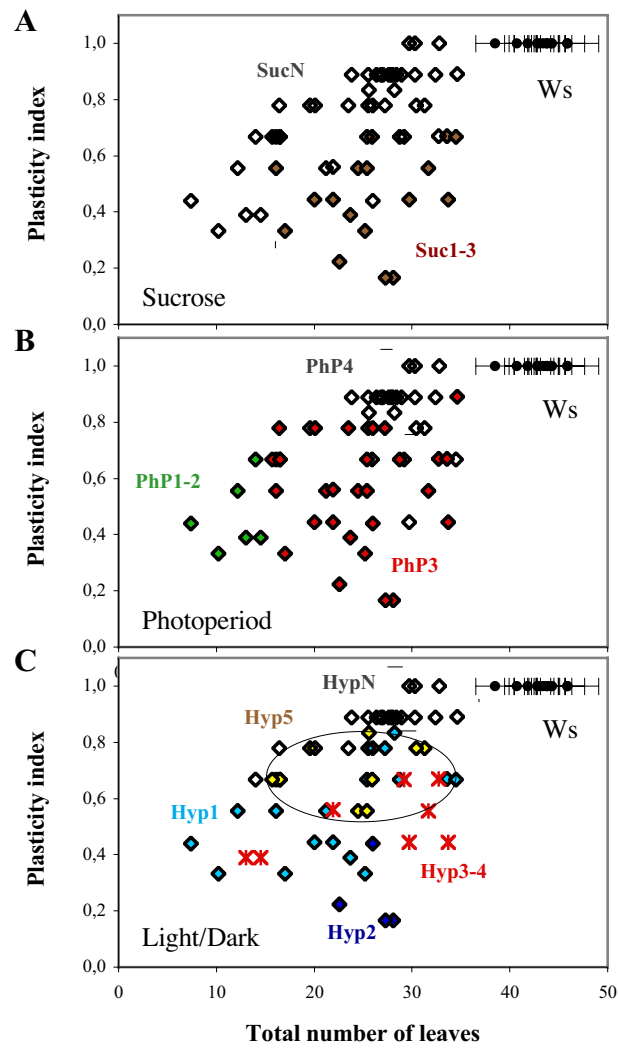 A
1,0
SucN
Ws
0,8
0,6
0,4
Suc1-3
0,2
Sucrose
0,0
Plasticity index
B
PhP4
1,0
Ws
0,8
0,6
PhP1-2
0,4
PhP3
0,2
Photoperiod
0,0
Plasticity index
C
HypN
1,0
Ws
Hyp5
0,8
0,6
Hyp1
0,4
Hyp3-4
0,2
Hyp2
Light/Dark
0,0
Plasticity index
0 10 20 30 40 50
Total number of leaves